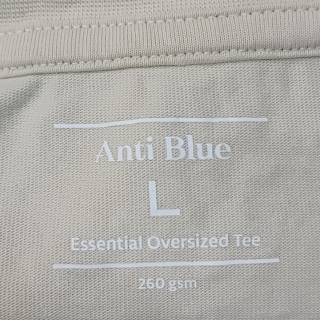 Anti Blue
L
Essential Oversized Tee
260 gsm